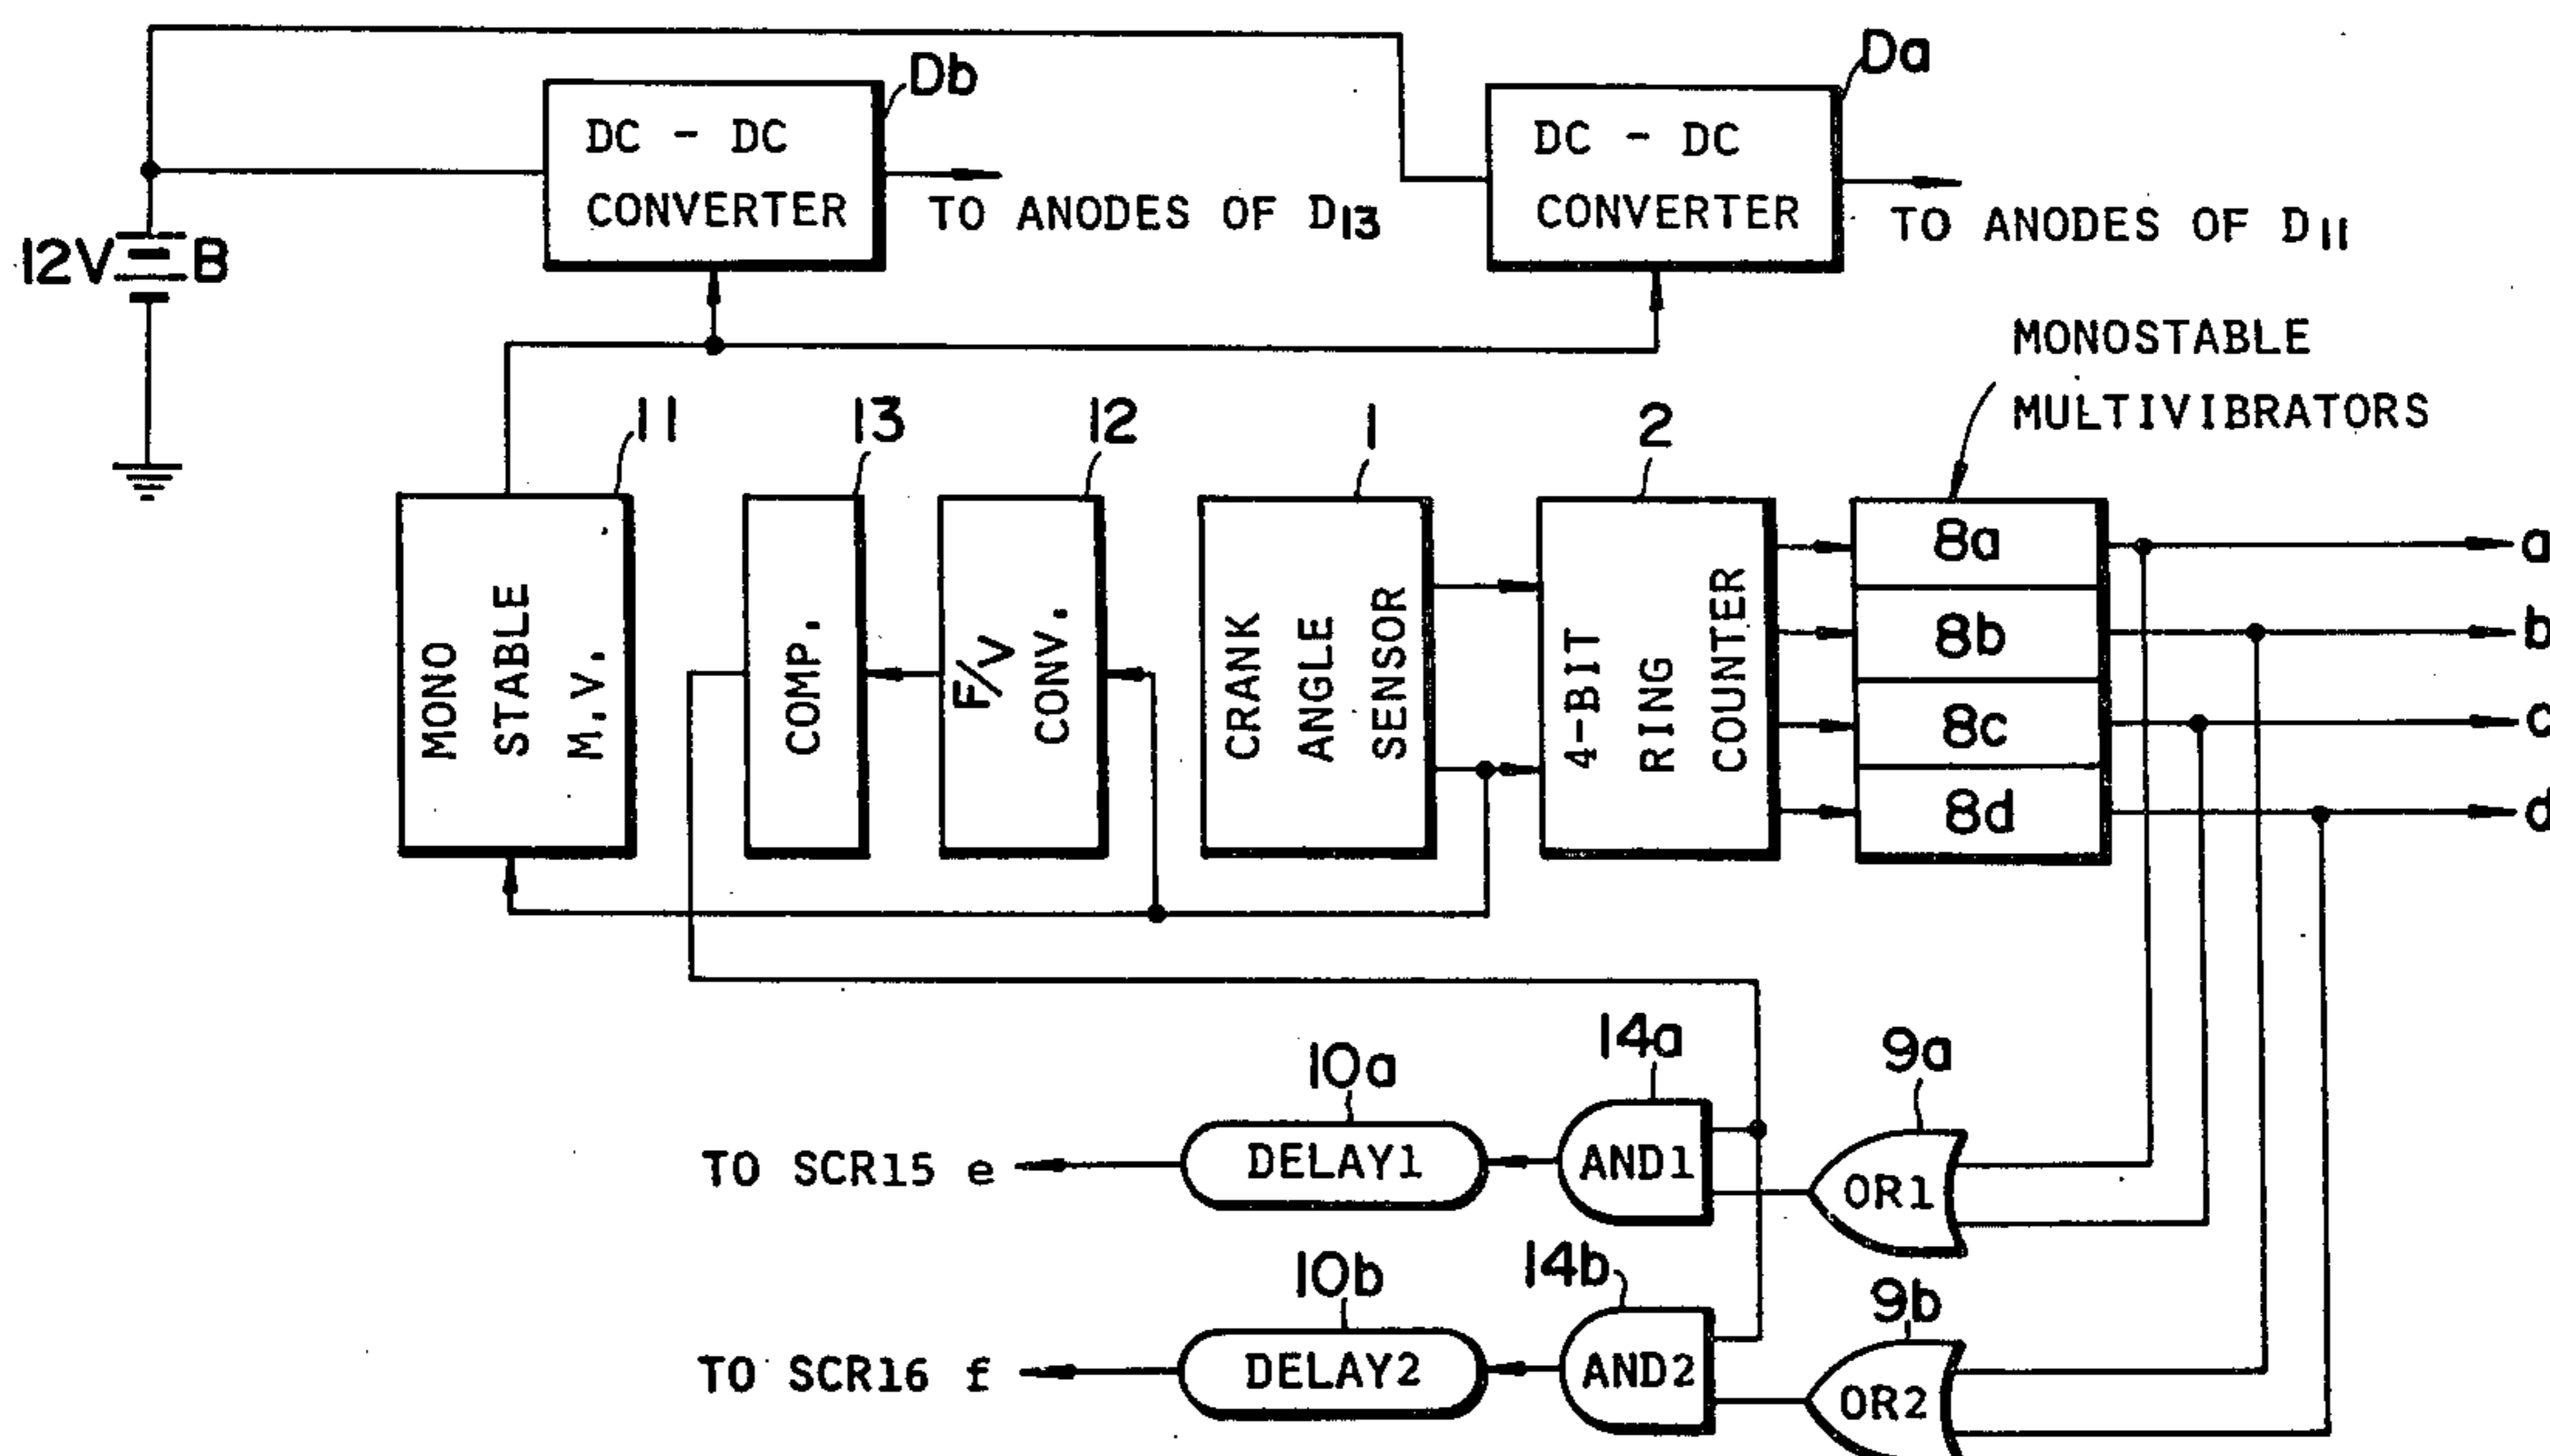 Db
Da
DC - DC
CONVERTER
DC - DC
CONVERTER
TO ANODES OF D13
TO ANODES OF D11
12V
B
MONOSTABLE
MULTIVIBRATORS
11
13
12
1
2
MONO
STABLE
M.V.
COMP.
F/V
CONV.
CRANK
ANGLE
SENSOR
4-BIT
RING
COUNTER
8a
8b
8c
8d
a
b
c
d
14a
9a
10a
TO SCR15 e
DELAY1
AND1
OR1
14b
10b
9b
TO SCR16 f
DELAY2
AND2
OR2